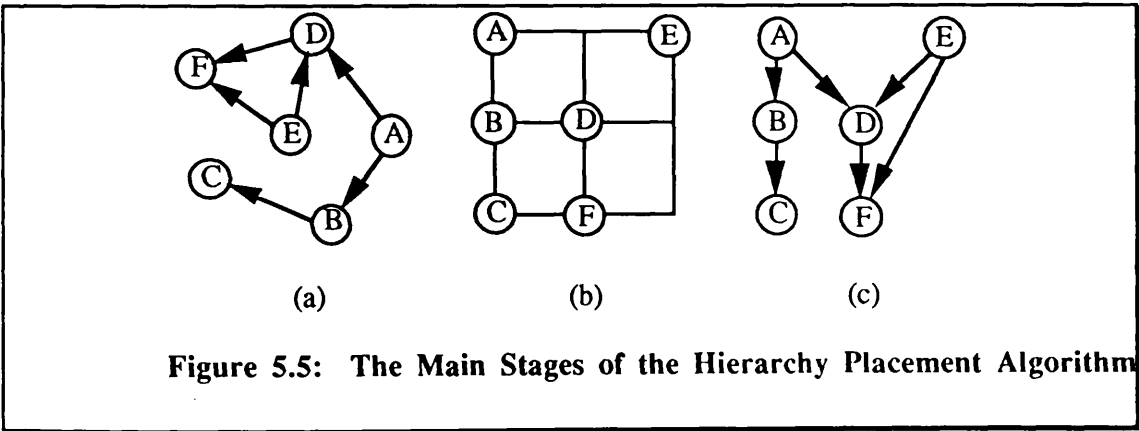 D
F
E
A
C
B
A
E
B
D
C
F
A
E
B
D
C
F
(a)
(b)
(c)
Figure 5.5: The Main Stages of the Hierarchy Placement Algorithm